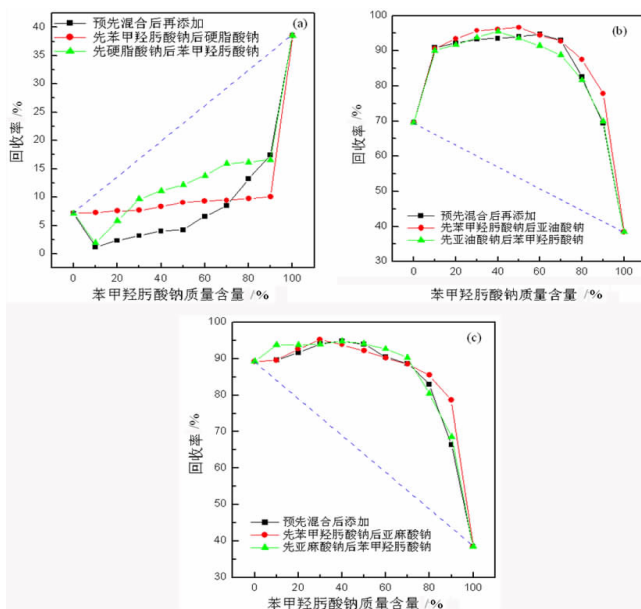 (a)
预先混合后再添加
先苯甲羟肟酸钠后硬脂酸钠
先硬脂酸钠后苯甲羟肟酸钠
回收率 /%
40
35
30
25
20
15
10
5
0
0 20 40 60 80 100
苯甲羟肟酸钠质量含量 /%
(b)
预先混合后再添加
先苯甲羟肟酸钠后亚油酸钠
先亚油酸钠后苯甲羟肟酸钠
回收率 /%
100
90
80
70
60
50
40
30
0 20 40 60 80 100
苯甲羟肟酸钠质量含量 /%
(c)
预先混合后添加
先苯甲羟肟酸钠后亚麻酸钠
先亚麻酸钠后苯甲羟肟酸钠
回收率 /%
100
90
80
70
60
50
40
30
0 20 40 60 80 100
苯甲羟肟酸钠质量含量 /%